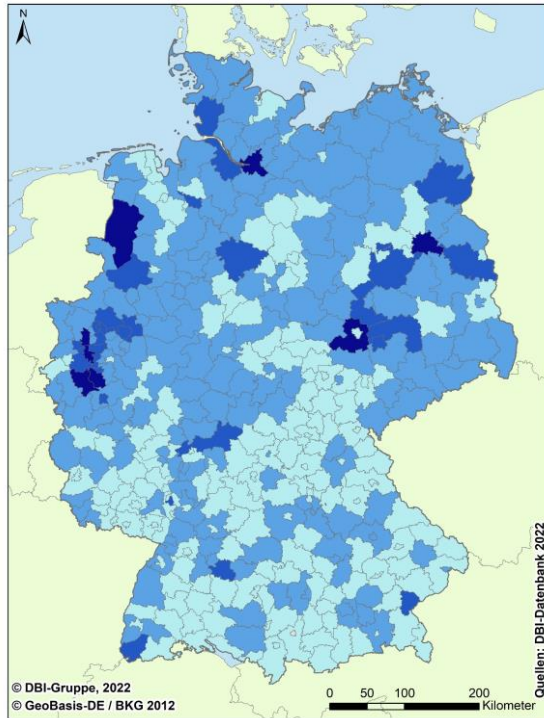 N
Quellen: DBI-Datenbank 2022
© DBI-Gruppe, 2022
© GeoBasis-DE / BKG 2012
0 50 100 200
Kilometer